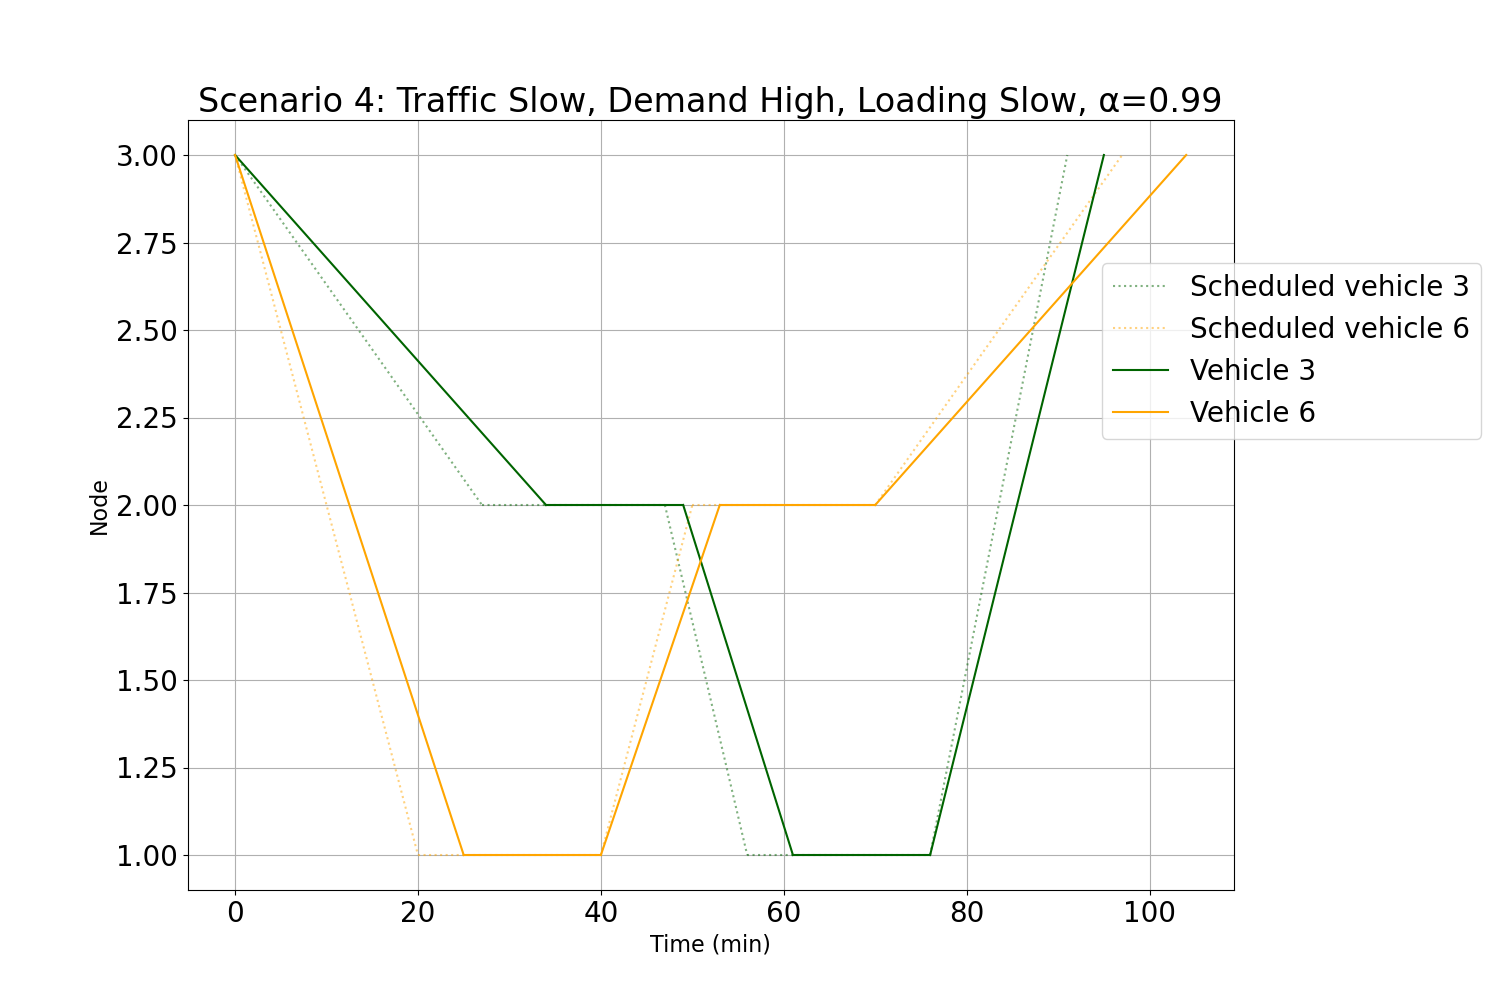 Scenario 4: Traffic Slow, Demand High, Loading Slow, α=0.99
3.00
2.75
2.50
2.25
2.00
1.75
1.50
1.25
1.00
Node
0 20 40 60 80 100
Time (min)
Scheduled vehicle 3
Scheduled vehicle 6
Vehicle 3
Vehicle 6